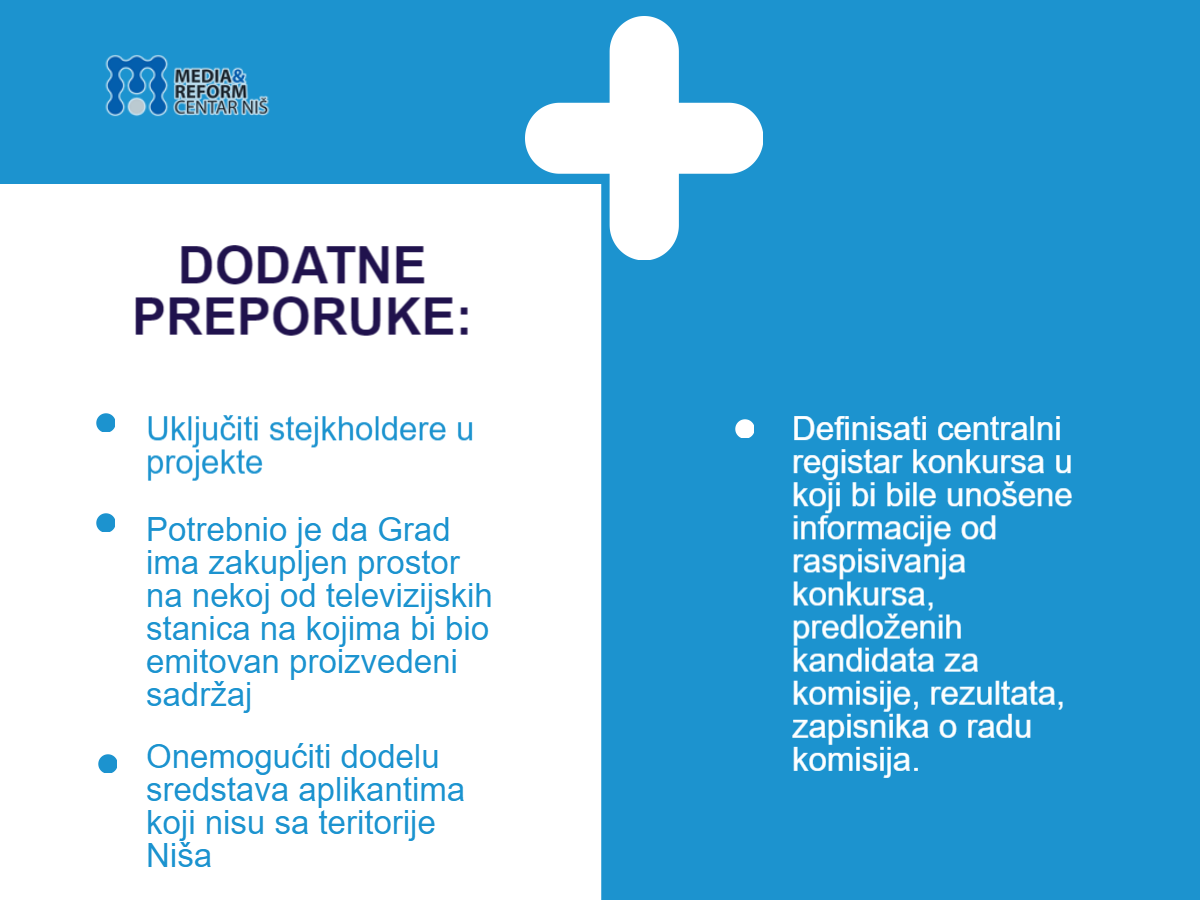 MEDIA&
REFORM
CENTAR NIŠ
DODATNE
PREPORUKE:
Uključiti stejkholdere u
projekte
Potrebnio je da Grad
ima zakupljen prostor
na nekoj od televizijskih
stanica na kojima bi bio
emitovan proizvedeni
sadržaj
Onemogućiti dodelu
sredstava aplikantima
koji nisu sa teritorije
Niša
Definisati centralni
registar konkursa u
koji bi bile unošene
informacije od
raspisivanja
konkursa,
predloženih
kandidata za
komisije, rezultata,
zapisnika o radu
komisija.